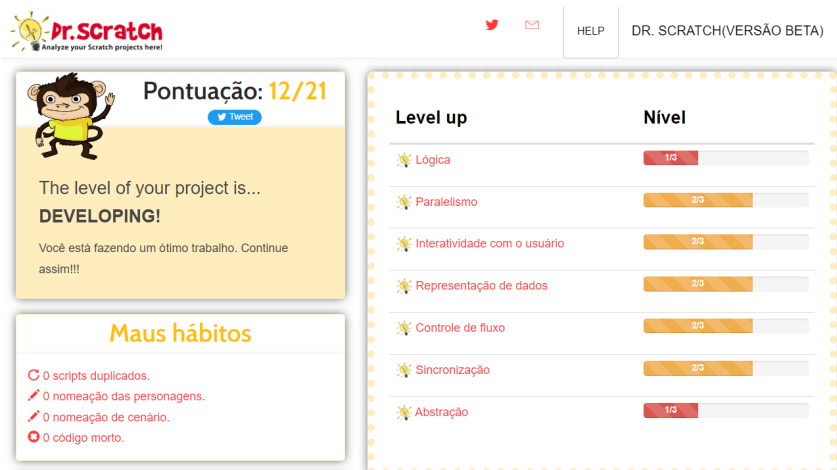 Dr.Scratch
Analyze your Scratch projects here!
HELP
DR. SCRATCH(VERSÃO BETA)
Pontuação: 12/21
Tweet
The level of your project is...
DEVELOPING!
Você está fazendo um ótimo trabalho. Continue
assim!!!
Maus hábitos
0 scripts duplicados.
0 nomeação das personagens.
0 nomeação de cenário.
0 código morto.
Level up Nível
Lógica 1/3
Paralelismo 2/3
Interatividade com o usuário 2/3
Representação de dados 2/3
Controle de fluxo 2/3
Sincronização 2/3
Abstração 1/3